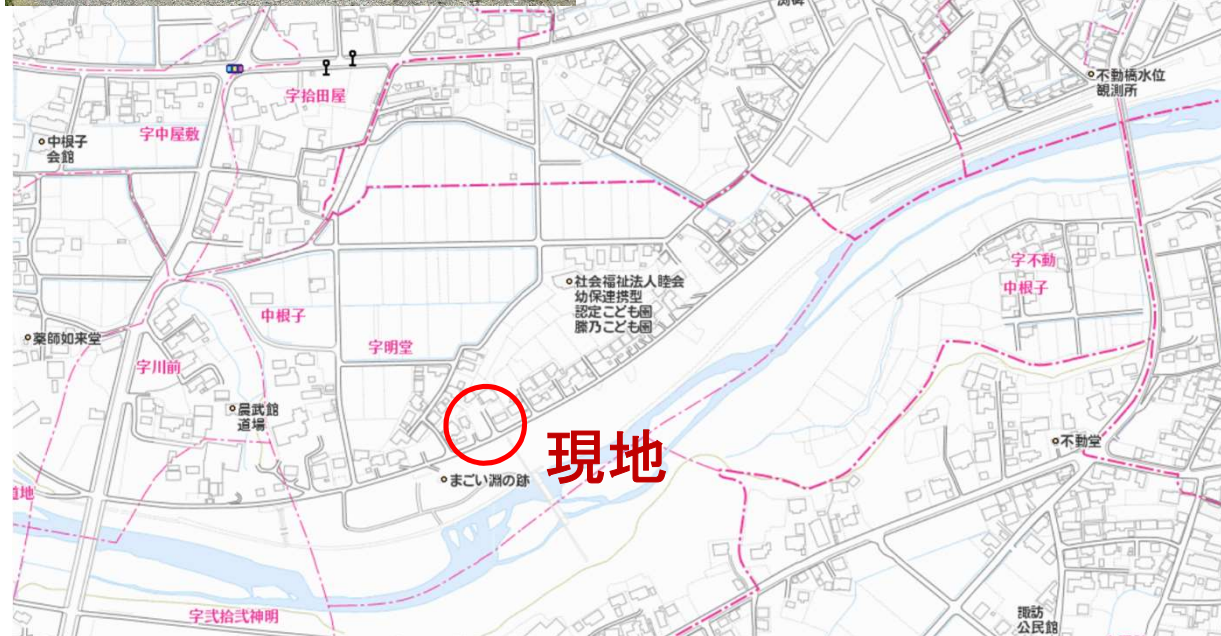 不動橋水位
観測所
字拾田屋
字中屋敷
中根子
会館
字不動
中根子
社会福祉法人睦会
幼保連携型
認定こども園
勝乃こども園
中根子
字明堂
薬師如来堂
字川前
晨武館
道場
現地
不動堂
まごい淵の跡
道地
字弐拾弐神明
諏訪
公民館